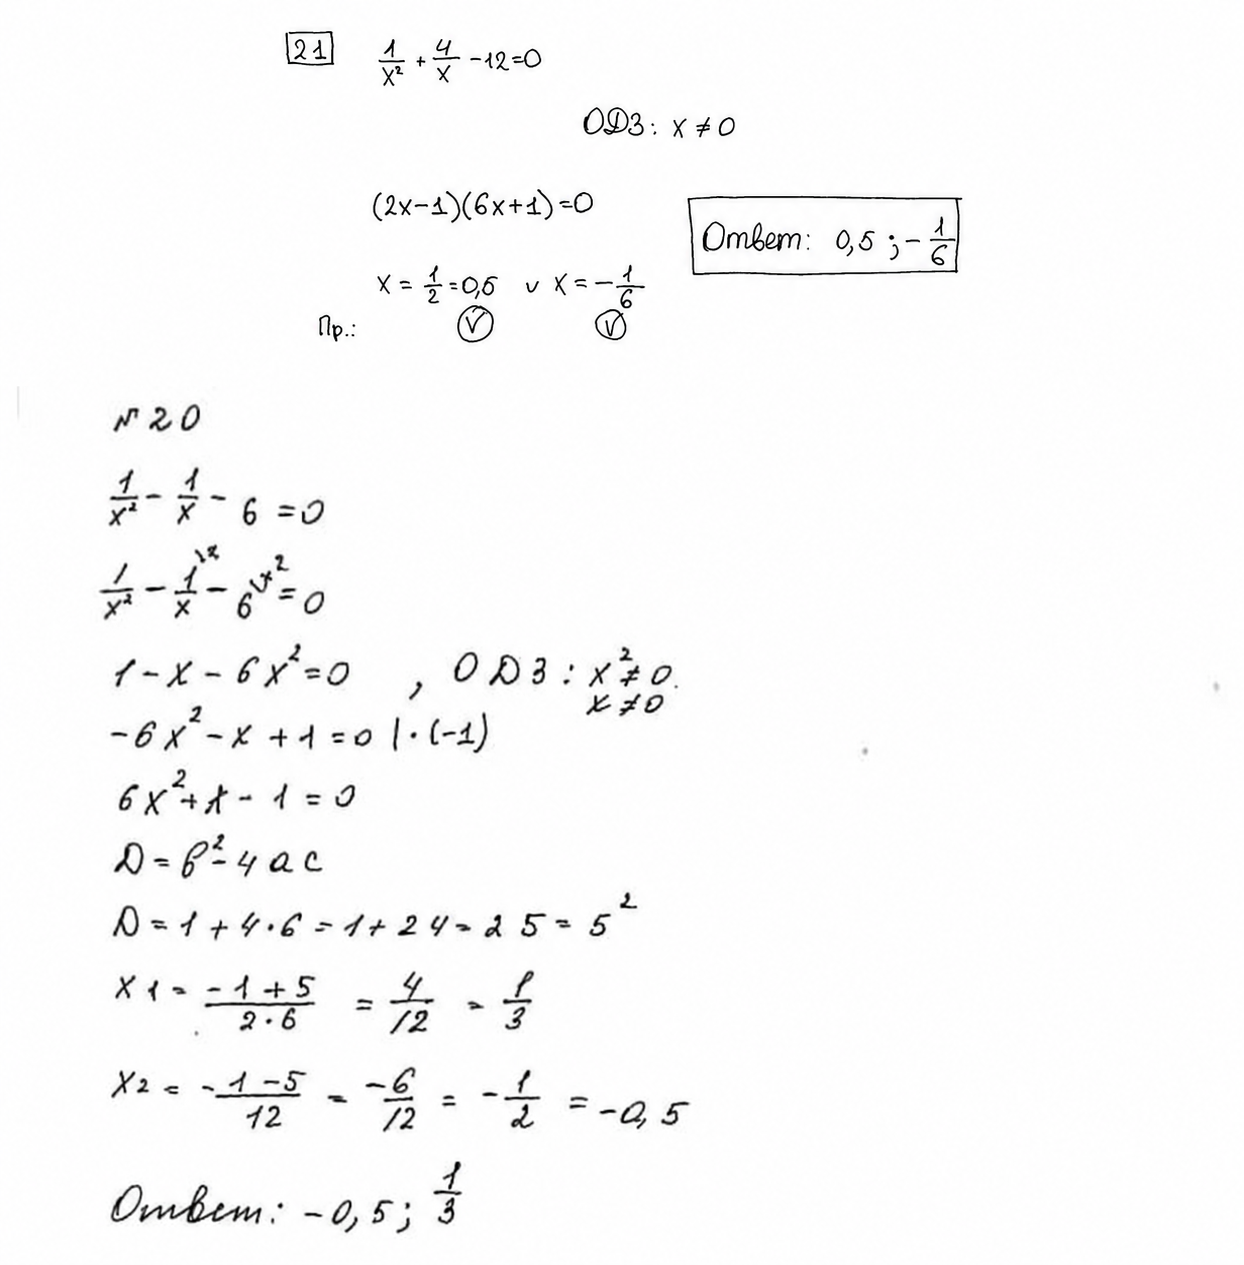 21 1/x² + 4/x - 12 = 0
ОДЗ: x ≠ 0
(2x-1)(6x+1)=0
Ответ: 0,5 ; -1/6
x = 1/2 = 0,5 v x = -1/6
Пр.: v v
№ 20
1/x² - 1/x - 6 = 0
1/x² - 1/x \x - 6 \x² = 0
1 - x - 6x² = 0 , ОДЗ: x² ≠ 0.
x ≠ 0
-6x² - x + 1 = 0 | · (-1)
6x² + x - 1 = 0
D = b² - 4ac
D = 1 + 4·6 = 1 + 24 = 25 = 5²
x1 = (-1+5)/(2·6) = 4/12 = 1/3
x2 = (-1-5)/12 = -6/12 = -1/2 = -0,5
Ответ: -0,5; 1/3